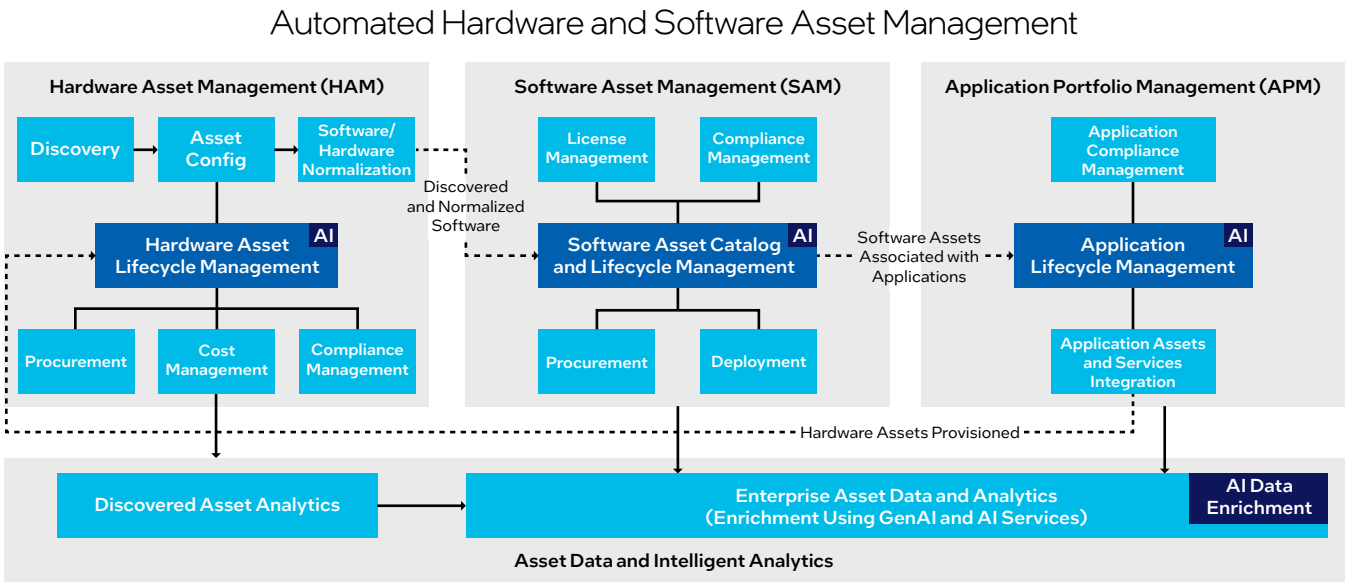 Automated Hardware and Software Asset Management
Hardware Asset Management (HAM)
Discovery
Asset
Config
Software/
Hardware
Normalization
Hardware Asset
Lifecycle Management
AI
Procurement
Cost
Management
Compliance
Management
Discovered
and Normalized
Software
Software Asset Management (SAM)
License
Management
Compliance
Management
Software Asset Catalog
and Lifecycle Management
AI
Procurement
Deployment
Software Assets
Associated with
Applications
Application Portfolio Management (APM)
Application
Compliance
Management
Application
Lifecycle Management
AI
Application Assets
and Services
Integration
Hardware Assets Provisioned
Discovered Asset Analytics
Enterprise Asset Data and Analytics
(Enrichment Using GenAI and AI Services)
AI Data
Enrichment
Asset Data and Intelligent Analytics